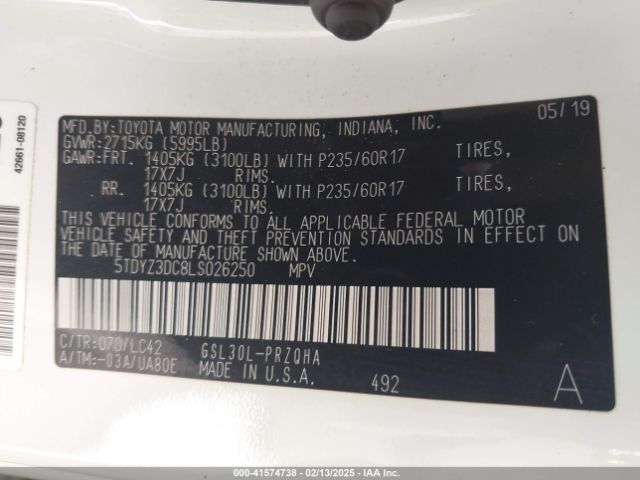 42661-08120
05/19
MFD.BY:TOYOTA MOTOR MANUFACTURING, INDIANA, INC.
GVWR:2715KG (5995LB)
GAWR:FRT. 1405KG (3100LB) WITH P235/60R17 TIRES,
17X7J RIMS.
RR. 1405KG (3100LB) WITH P235/60R17 TIRES,
17X7J RIMS.
THIS VEHICLE CONFORMS TO ALL APPLICABLE FEDERAL MOTOR
VEHICLE SAFETY AND THEFT PREVENTION STANDARDS IN EFFECT ON
THE DATE OF MANUFACTURE SHOWN ABOVE.
5TDYZ3DC8LS026250 MPV
C/TR:070/LC42 GSL30L-PRZQHA
A/TM:-03A/UA80E MADE IN U.S.A.
492
A
000-41574738 - 02/13/2025 - IAA Inc.